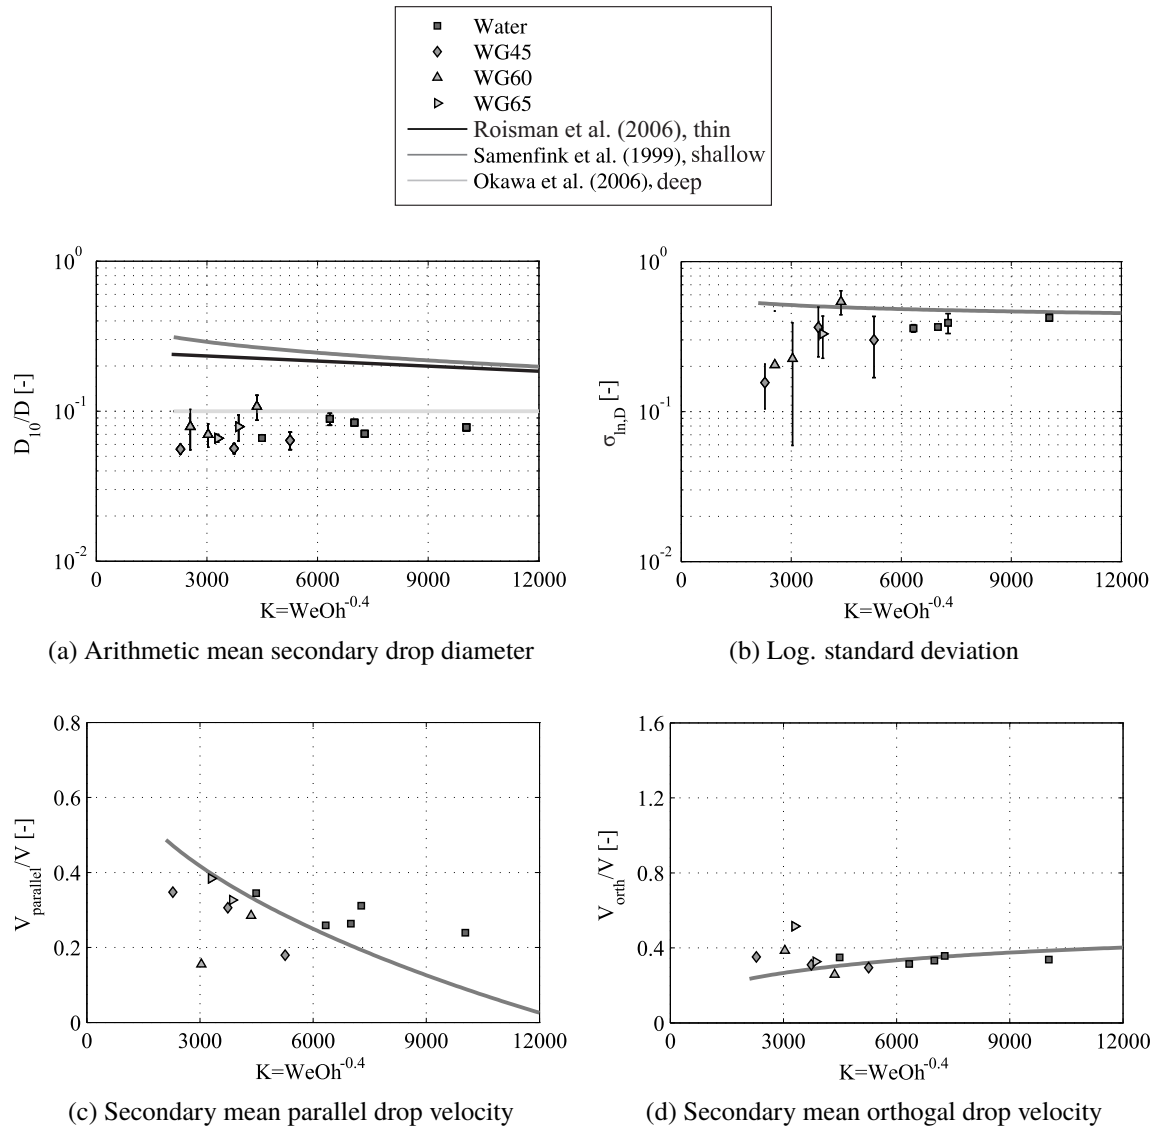 Water
WG45
WG60
WG65
Roisman et al. (2006), thin
Samenfink et al. (1999), shallow
Okawa et al. (2006), deep
10^0
10^-1
10^-2
D_10/D [-]
0 3000 6000 9000 12000
K=WeOh^-0.4
(a) Arithmetic mean secondary drop diameter
10^0
10^-1
10^-2
σ_ln,D [-]
0 3000 6000 9000 12000
K=WeOh^-0.4
(b) Log. standard deviation
0.8
0.6
0.4
0.2
0
V_parallel/V [-]
0 3000 6000 9000 12000
K=WeOh^-0.4
(c) Secondary mean parallel drop velocity
1.6
1.2
0.8
0.4
0
V_orth/V [-]
0 3000 6000 9000 12000
K=WeOh^-0.4
(d) Secondary mean orthogal drop velocity